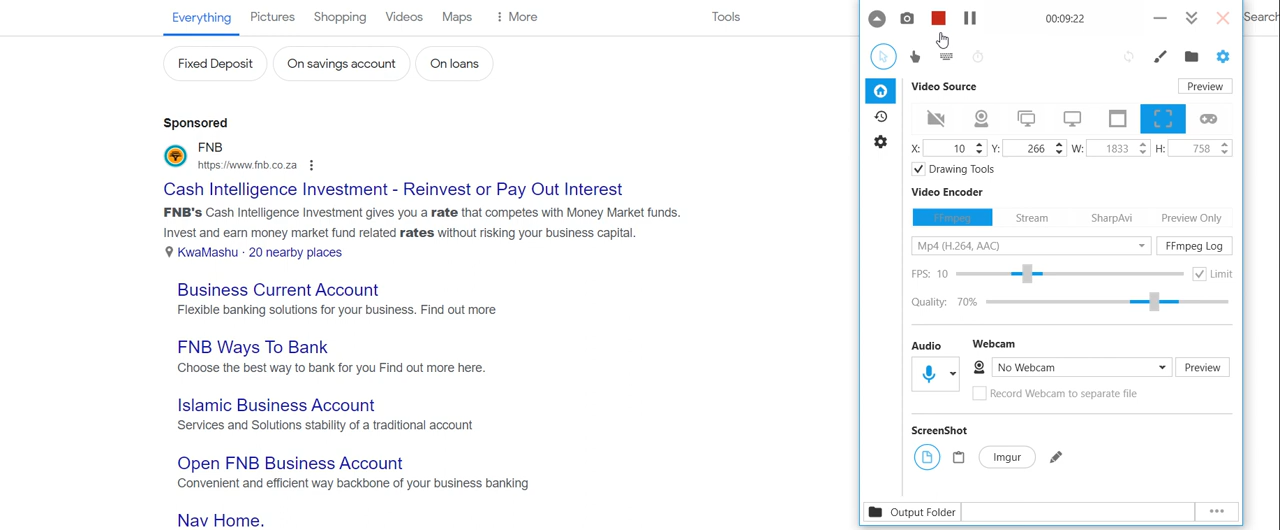 Everything Pictures Shopping Videos Maps More Tools
Fixed Deposit On savings account On loans
Sponsored
FNB
https://www.fnb.co.za
Cash Intelligence Investment - Reinvest or Pay Out Interest
FNB's Cash Intelligence Investment gives you a rate that competes with Money Market funds.
Invest and earn money market fund related rates without risking your business capital.
KwaMashu · 20 nearby places
Business Current Account
Flexible banking solutions for your business. Find out more
FNB Ways To Bank
Choose the best way to bank for you Find out more here.
Islamic Business Account
Services and Solutions stability of a traditional account
Open FNB Business Account
Convenient and efficient way backbone of your business banking
Nav Home.
00:09:22
Search
Video Source Preview
X: 10 Y: 266 W: 1833 H: 758
Drawing Tools
Video Encoder
FFmpeg Stream SharpAvi Preview Only
Mp4 (H.264, AAC) FFmpeg Log
FPS: 10 Limit
Quality: 70%
Audio Webcam
No Webcam Preview
Record Webcam to separate file
ScreenShot
Imgur
Output Folder ...